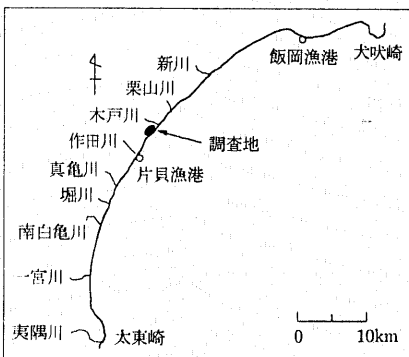 飯岡漁港
犬吠崎
新川
栗山川
木戸川
調査地
作田川
片貝漁港
真亀川
堀川
南白亀川
一宮川
夷隅川
太東崎
0 10km